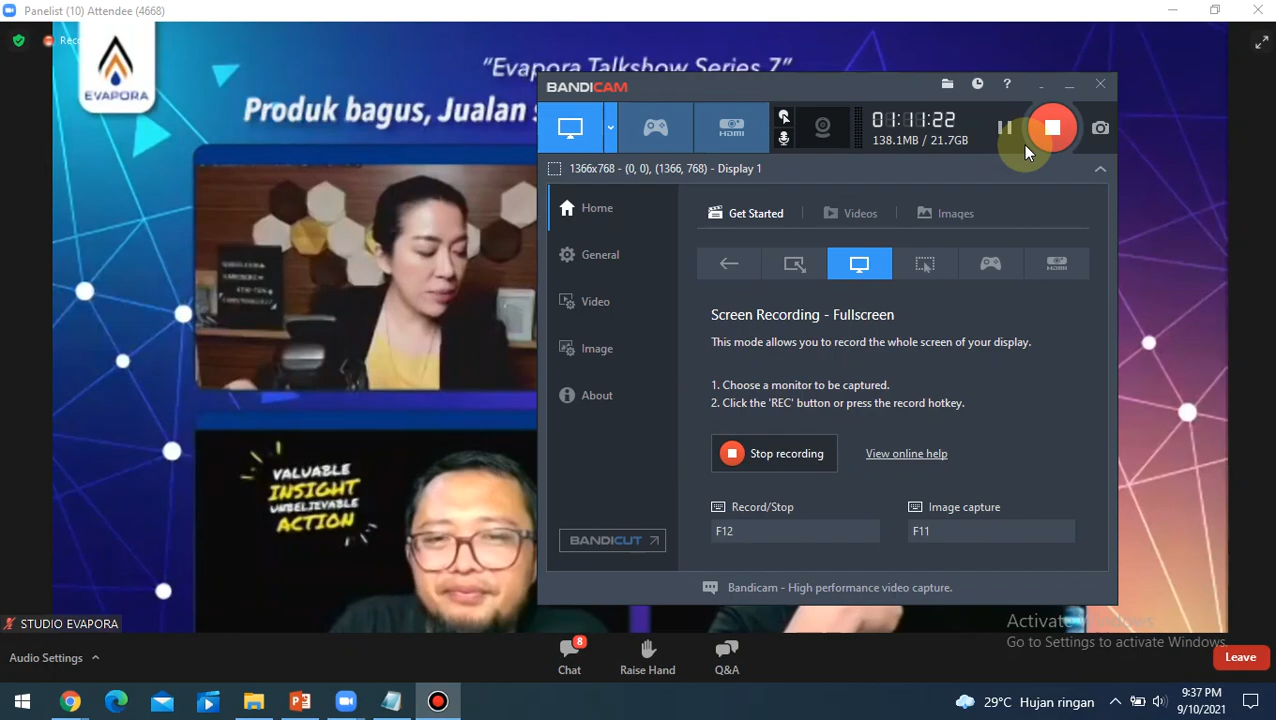 Panelist (10) Attendee (4668)
Rec
EVAPORA
"Evapora Talkshow Series 7"
Produk bagus, Jualan s
BANDICAM
HDMI
01:11:22
138.1MB / 21.7GB
1366x768 - (0, 0), (1366, 768) - Display 1
Home
General
Video
Image
About
BANDICUT
Get Started
Videos
Images
HDMI
Screen Recording - Fullscreen
This mode allows you to record the whole screen of your display.
1. Choose a monitor to be captured.
2. Click the 'REC' button or press the record hotkey.
Stop recording
View online help
Record/Stop
Image capture
F12
F11
Bandicam - High performance video capture.
VALUABLE
INSIGHT
UNBELIEVABLE
ACTION
STUDIO EVAPORA
Activate Windows
Go to Settings to activate Windows.
Audio Settings
8
Chat
Raise Hand
Q&A
Leave
29°C Hujan ringan
9:37 PM
9/10/2021